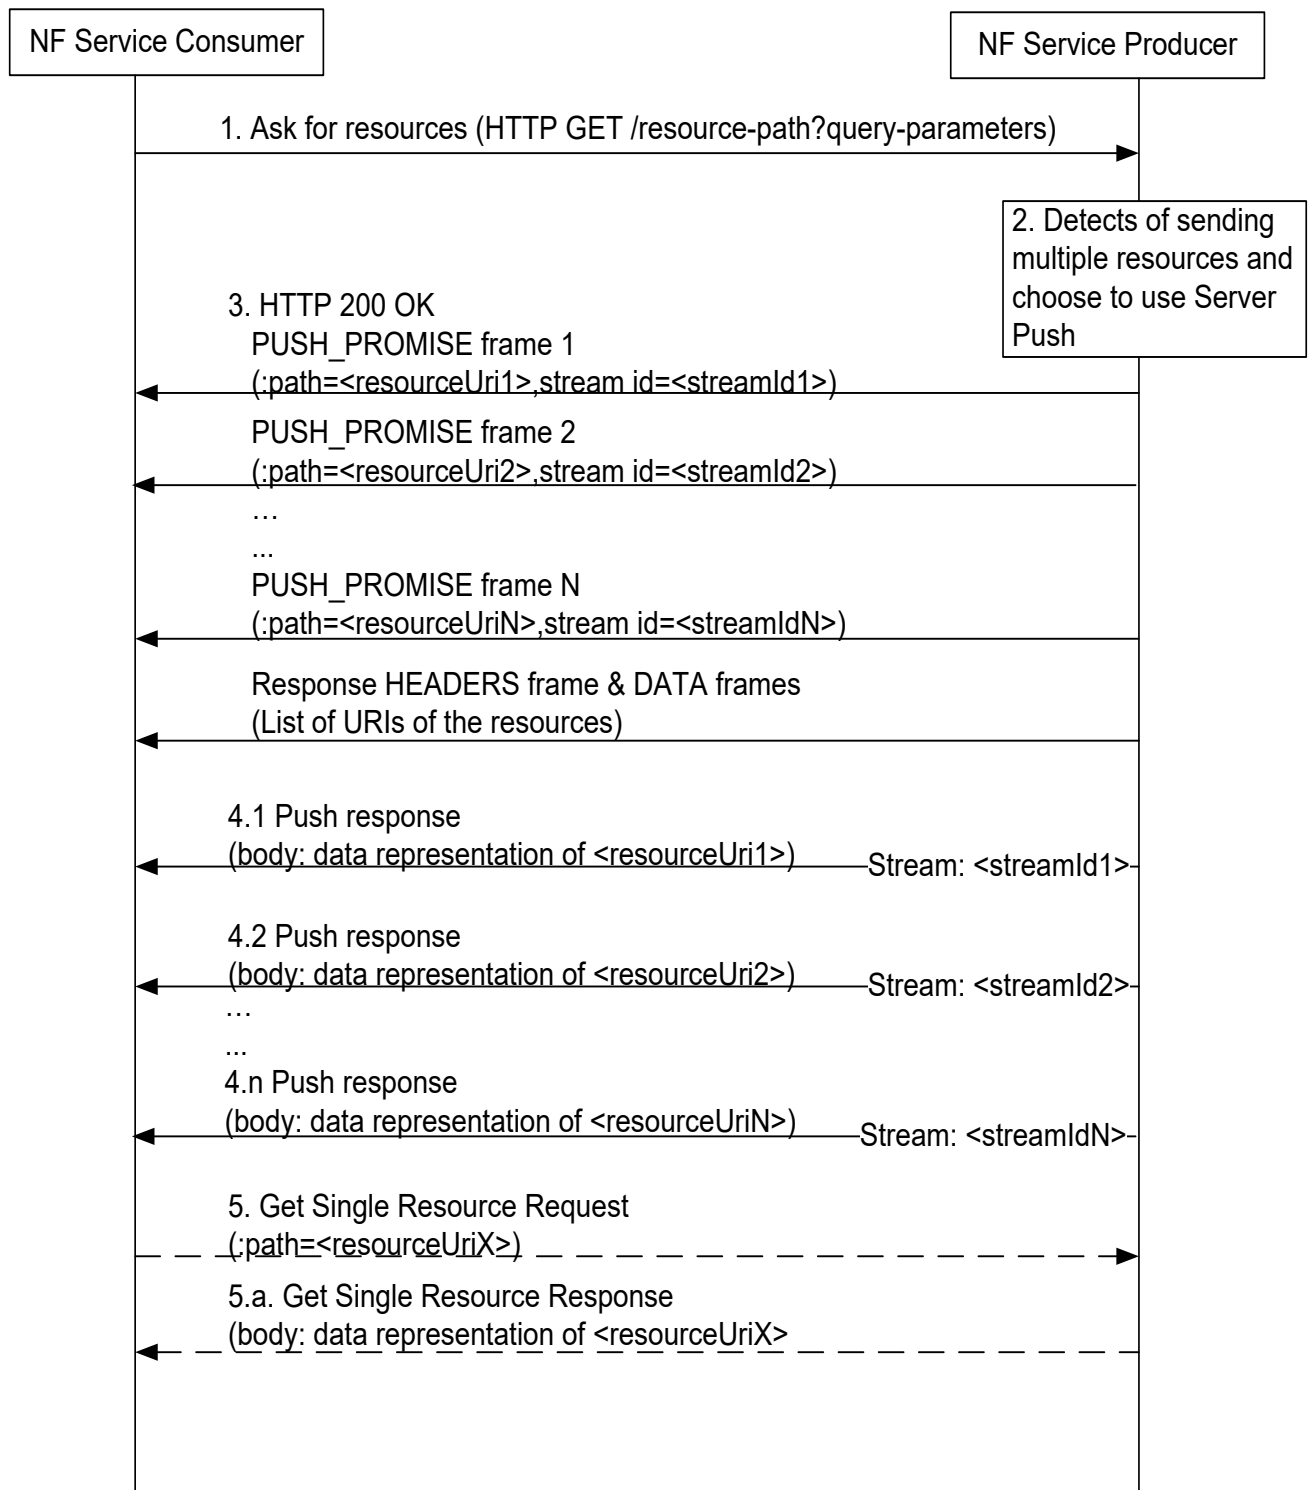 NF Service Consumer
NF Service Producer
1. Ask for resources (HTTP GET /resource-path?query-parameters)
2. Detects of sending
multiple resources and
choose to use Server
Push
3. HTTP 200 OK
PUSH_PROMISE frame 1
(:path=<resourceUri1>,stream id=<streamId1>)
PUSH_PROMISE frame 2
(:path=<resourceUri2>,stream id=<streamId2>)
…
...
PUSH_PROMISE frame N
(:path=<resourceUriN>,stream id=<streamIdN>)
Response HEADERS frame & DATA frames
(List of URIs of the resources)
4.1 Push response
(body: data representation of <resourceUri1>)
Stream: <streamId1>
4.2 Push response
(body: data representation of <resourceUri2>)
Stream: <streamId2>
…
...
4.n Push response
(body: data representation of <resourceUriN>)
Stream: <streamIdN>
5. Get Single Resource Request
(:path=<resourceUriX>)
5.a. Get Single Resource Response
(body: data representation of <resourceUriX>